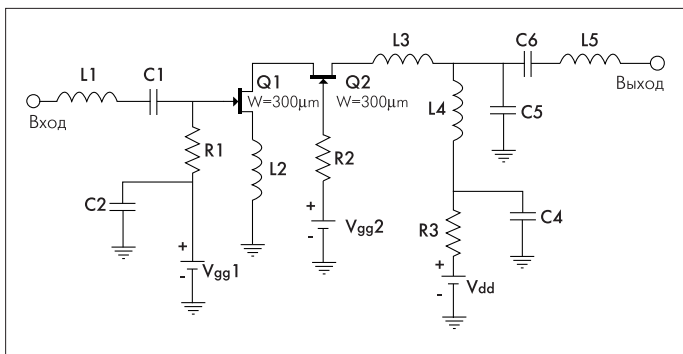 L1
C1
Q1
W=300µm
Q2
W=300µm
L3
C6
L5
Вход
Выход
L4
C5
R1
L2
R2
C2
+
-
Vgg1
+
-
Vgg2
R3
C4
+
-
Vdd